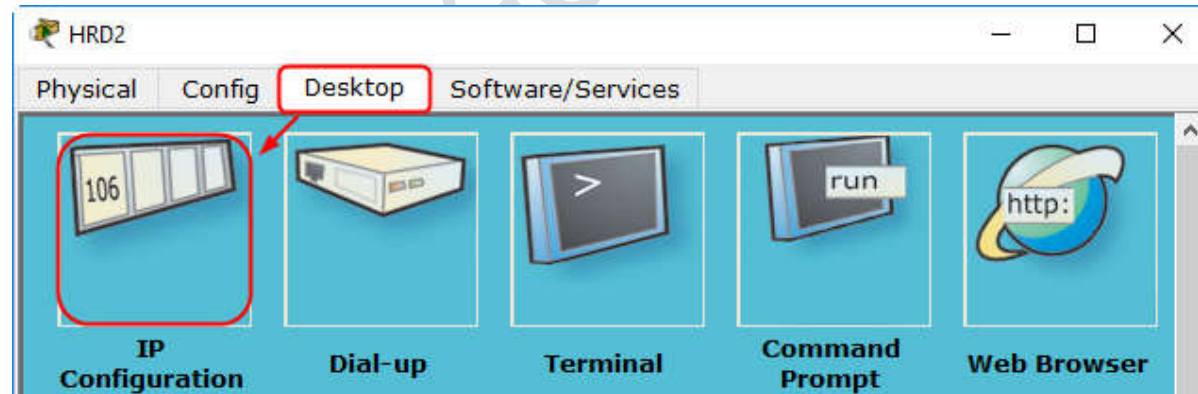 HRD2
Physical Config Desktop Software/Services
106
>
run
http:
IP
Configuration
Dial-up
Terminal
Command
Prompt
Web Browser